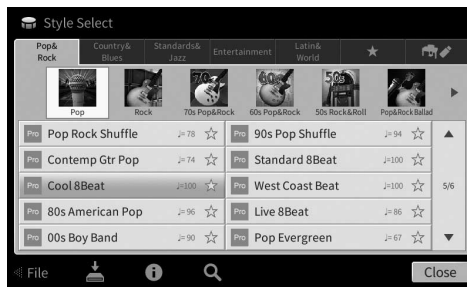 Style Select
Pop& Rock
Country& Blues
Standards& Jazz
Entertainment
Latin& World
Pop
Rock
70s Pop&Rock
60s Pop&Rock
50s Rock&Roll
Pop&Rock Ballad
Pro Pop Rock Shuffle ♩= 78
Pro 90s Pop Shuffle ♩= 94
Pro Contemp Gtr Pop ♩= 74
Pro Standard 8Beat ♩=100
Pro Cool 8Beat ♩=100
Pro West Coast Beat ♩=100
5/6
Pro 80s American Pop ♩= 96
Pro Live 8Beat ♩= 86
Pro 00s Boy Band ♩= 90
Pro Pop Evergreen ♩= 67
File
Close